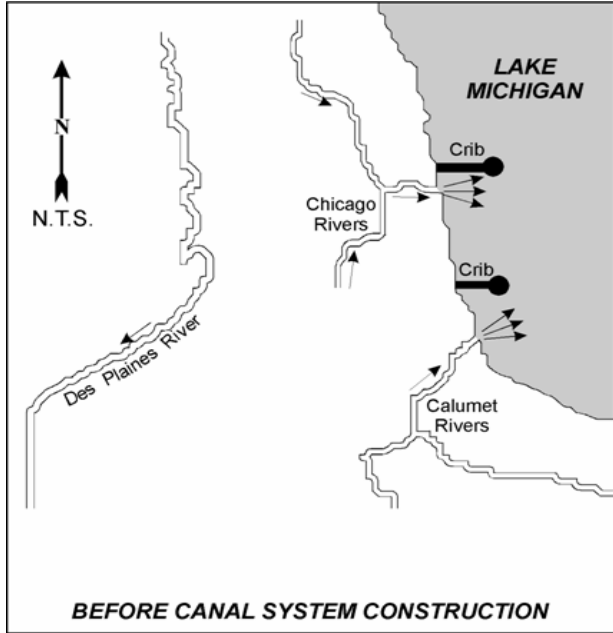 LAKE
MICHIGAN
N
N.T.S.
Crib
Chicago
Rivers
Crib
Des Plaines River
Calumet
Rivers
BEFORE CANAL SYSTEM CONSTRUCTION